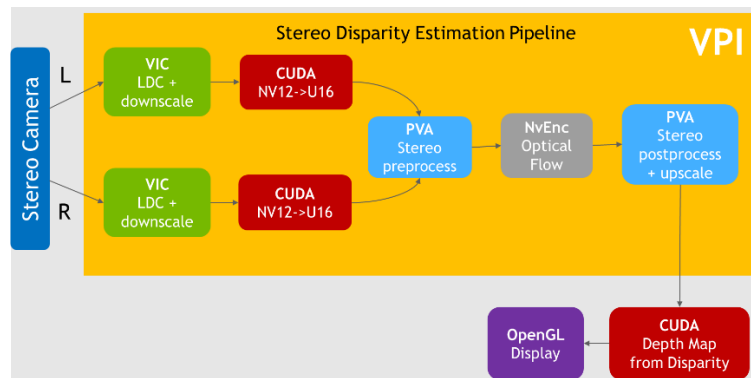 Stereo Disparity Estimation Pipeline
VPI
Stereo Camera
L
R
VIC
LDC +
downscale
CUDA
NV12->U16
VIC
LDC +
downscale
CUDA
NV12->U16
PVA
Stereo
preprocess
NvEnc
Optical
Flow
PVA
Stereo
postprocess
+ upscale
CUDA
Depth Map
from Disparity
OpenGL
Display